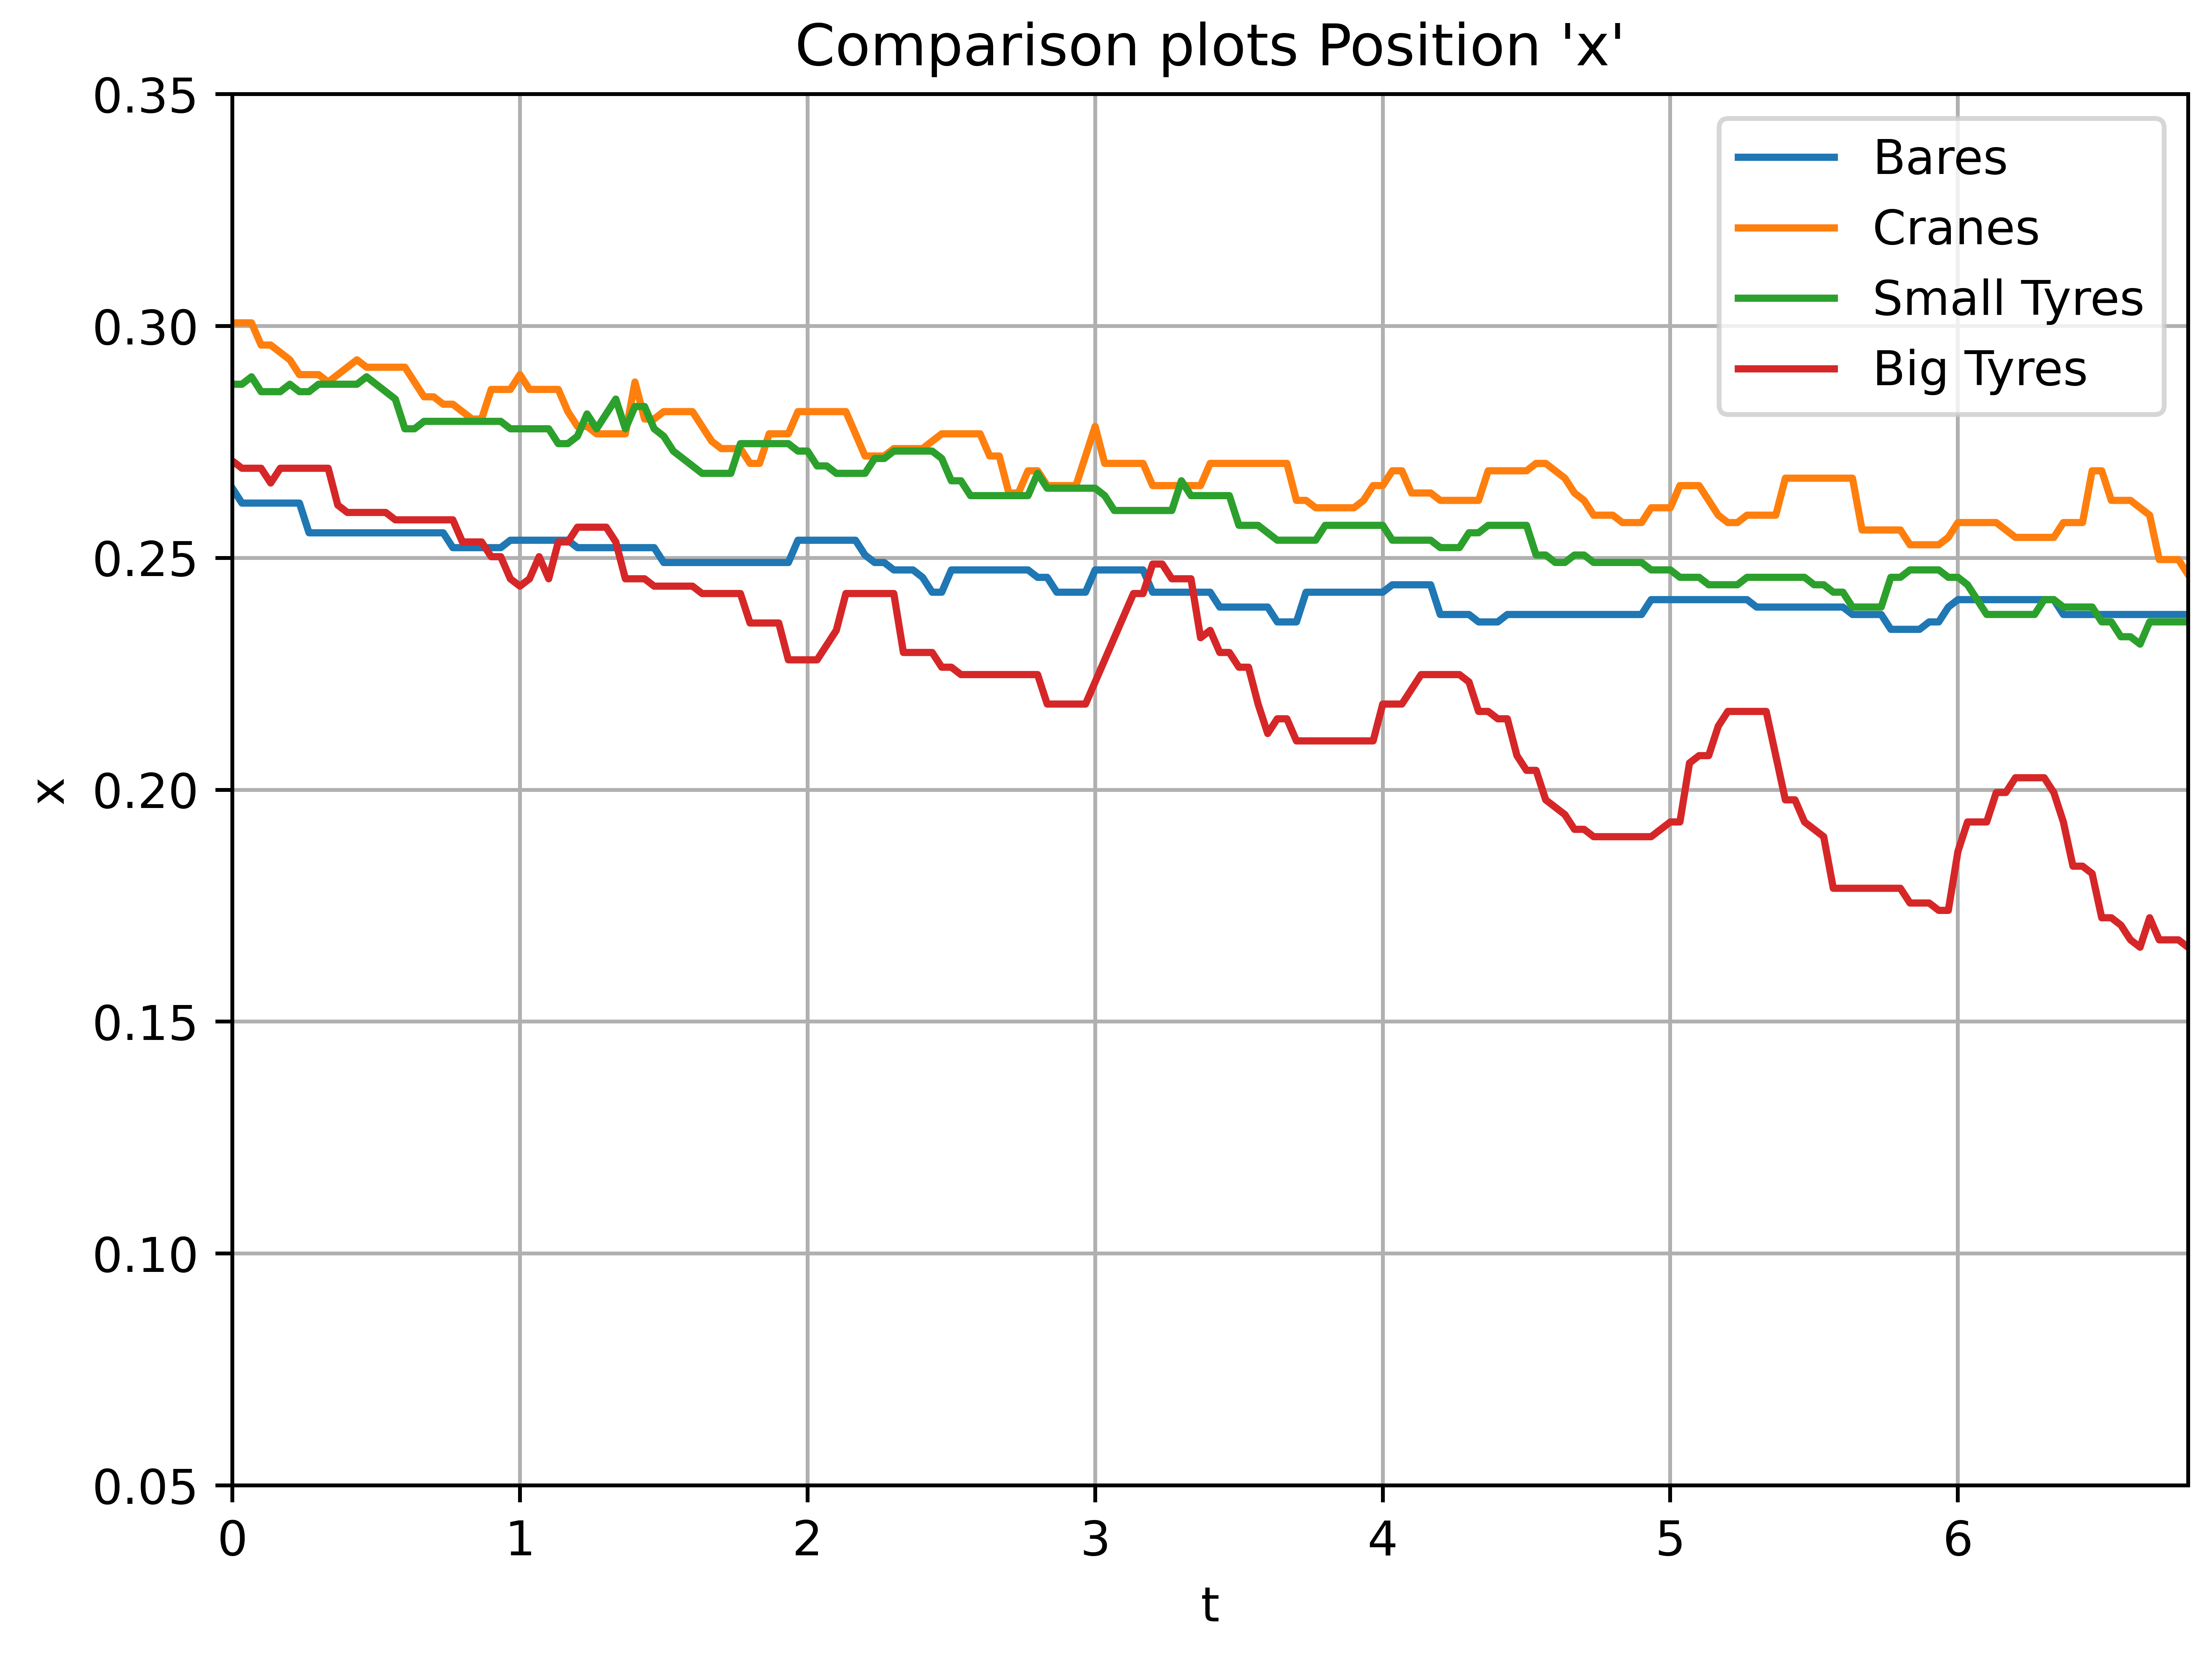 Comparison plots Position 'x'
0.35
0.30
0.25
0.20
0.15
0.10
0.05
x
Bares
Cranes
Small Tyres
Big Tyres
0 1 2 3 4 5 6
t